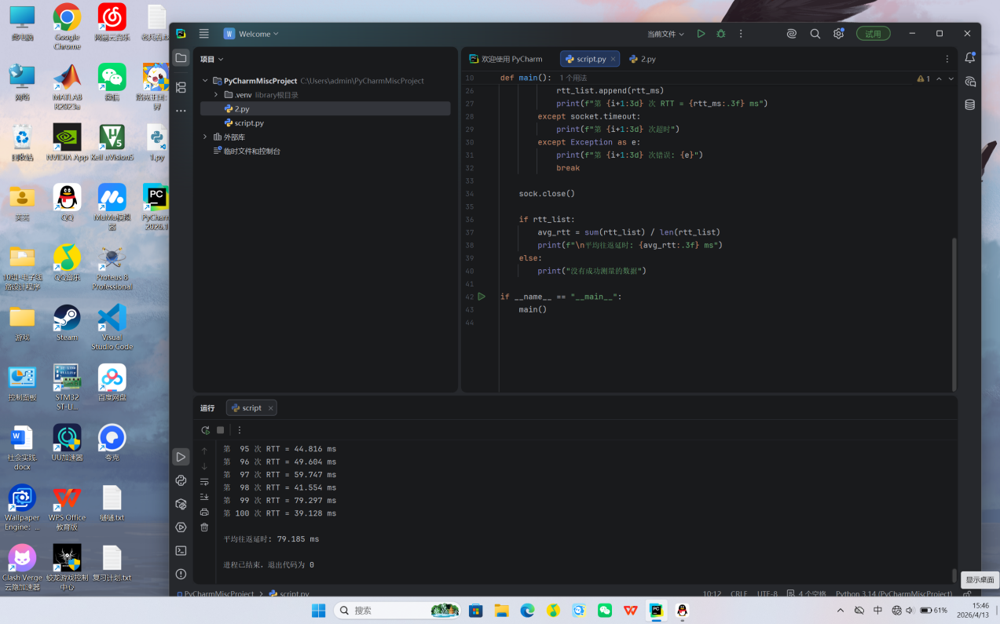 此电脑
Google Chrome
网易云音乐
网络
MATLAB R2023a
微信
回收站
NVIDIA App
Keil uVision5
1.py
QQ
MuMu模拟器
PyCharm 2026.1
QQ音乐
Proteus 8 Professional
游戏
Steam
Visual Studio Code
控制面板
STM32 ST-LI...
百度网盘
社会实践.docx
UU加速器
夸克
Wallpaper Engine: ...
WPS Office 教育版
Clash Verge
蛟龙游戏控制中心
复习计划.txt
W
Welcome
当前文件
试用
项目
PyCharmMiscProject C:\Users\admin\PyCharmMiscProject
.venv library根目录
2.py
script.py
外部库
临时文件和控制台
欢迎使用 PyCharm
script.py
2.py
18 def main(): 1 个用法
1
26 rtt_list.append(rtt_ms)
27 print(f"第 {i+1:3d} 次 RTT = {rtt_ms:.3f} ms")
28 except socket.timeout:
29 print(f"第 {i+1:3d} 次超时")
30 except Exception as e:
31 print(f"第 {i+1:3d} 次错误: {e}")
32 break
33
34 sock.close()
35
36 if rtt_list:
37 avg_rtt = sum(rtt_list) / len(rtt_list)
38 print(f"\n平均往返延时: {avg_rtt:.3f} ms")
39 else:
40 print("没有成功测量的数据")
41
42 if __name__ == "__main__":
43 main()
44
运行
script
第 95 次 RTT = 44.816 ms
第 96 次 RTT = 49.604 ms
第 97 次 RTT = 59.747 ms
第 98 次 RTT = 41.554 ms
第 99 次 RTT = 79.297 ms
第 100 次 RTT = 39.128 ms
平均往返延时: 79.185 ms
进程已结束，退出代码为 0
PyCharmMiscProject
script.py
10:12 CRLF UTF-8 4 个空格 Python 3.14 (PyCharmMiscProject)
显示桌面
搜索
中
61%
15:46
2026/4/13